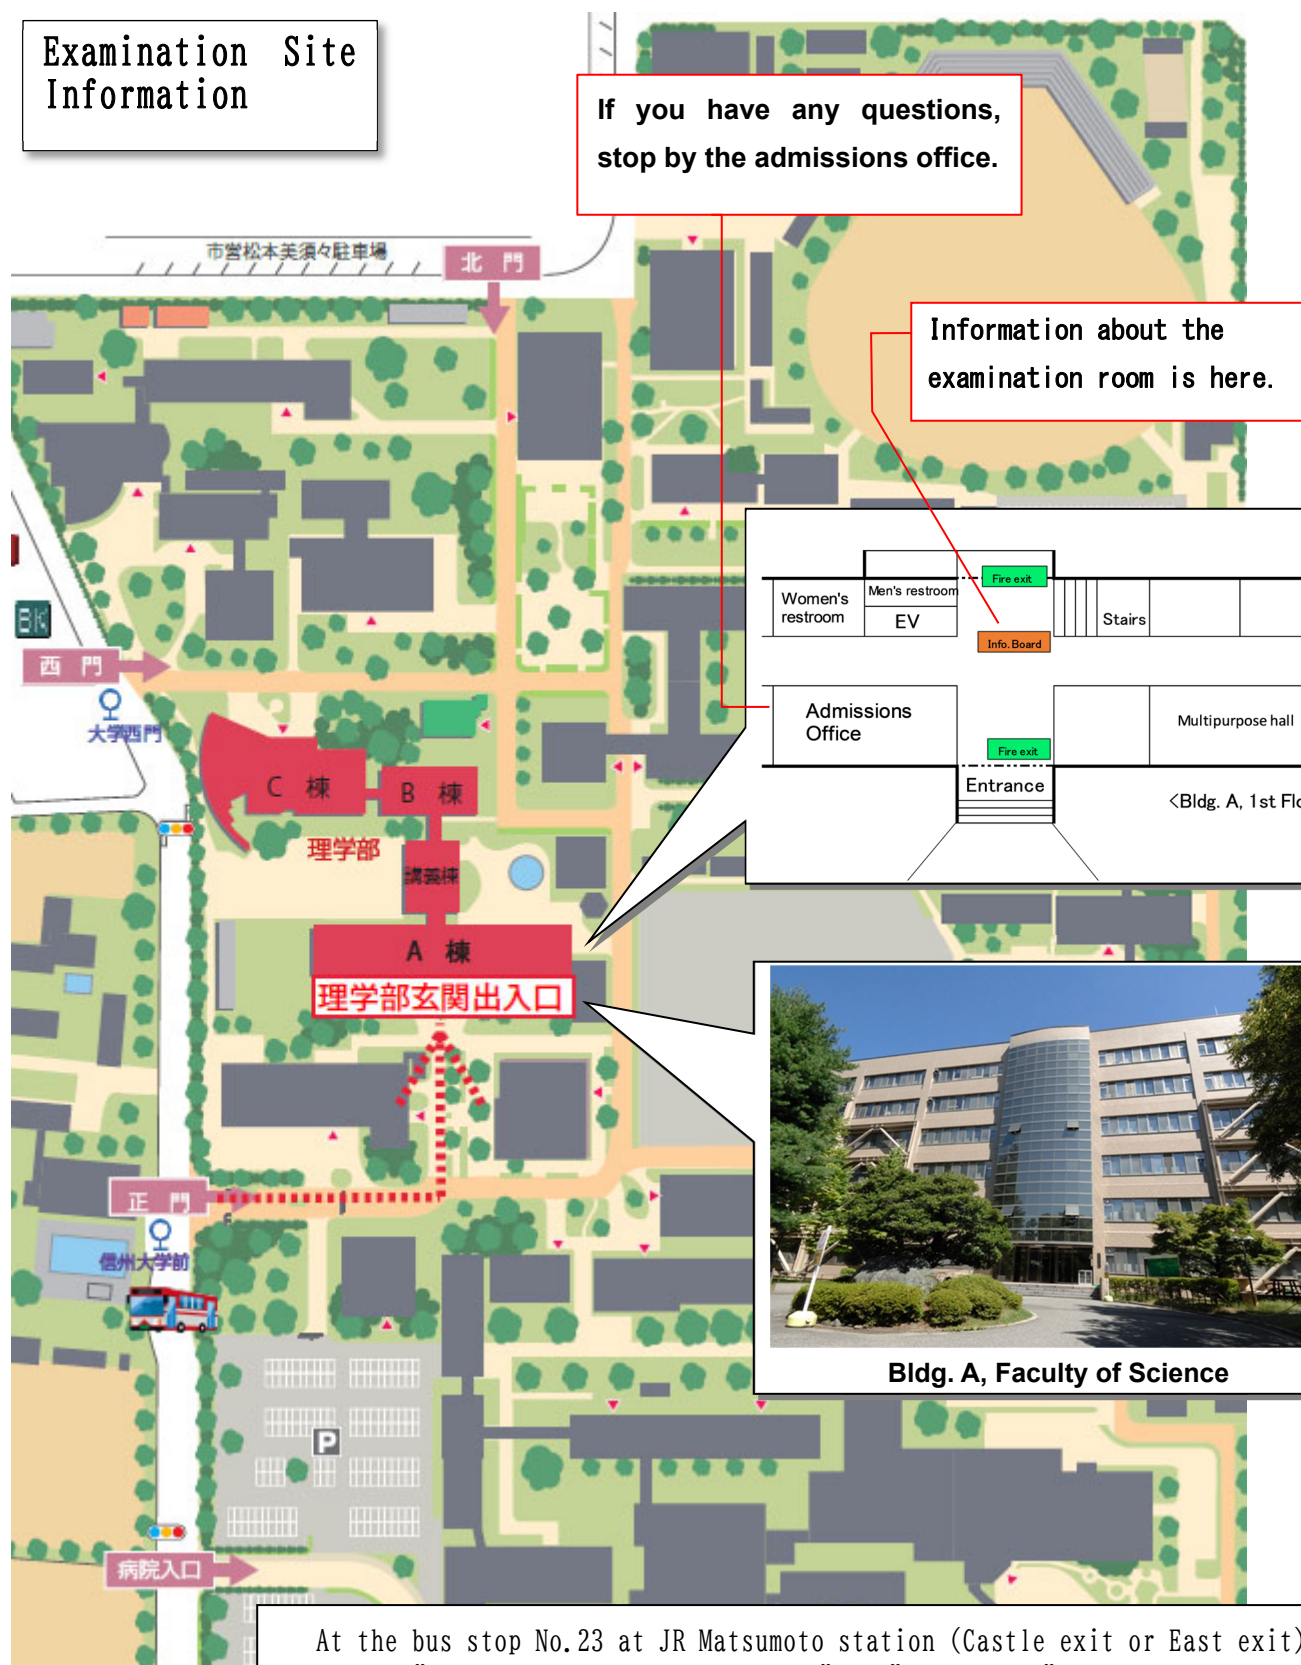 Examination Site
Information
If you have any questions,
stop by the admissions office.
市営松本美須々駐車場
北 門
Information about the
examination room is here.
Fire exit
Women's
restroom
Men's restroom
EV
Stairs
Info. Board
BK
西 門
大学西門
Admissions
Office
Multipurpose hall
Fire exit
Entrance
<Bldg. A, 1st Flo
C 棟
B 棟
理学部
講義棟
A 棟
理学部玄関出入口
正 門
信州大学前
Bldg. A, Faculty of Science
P
病院入口
At the bus stop No.23 at JR Matsumoto station (Castle exit or East exit)